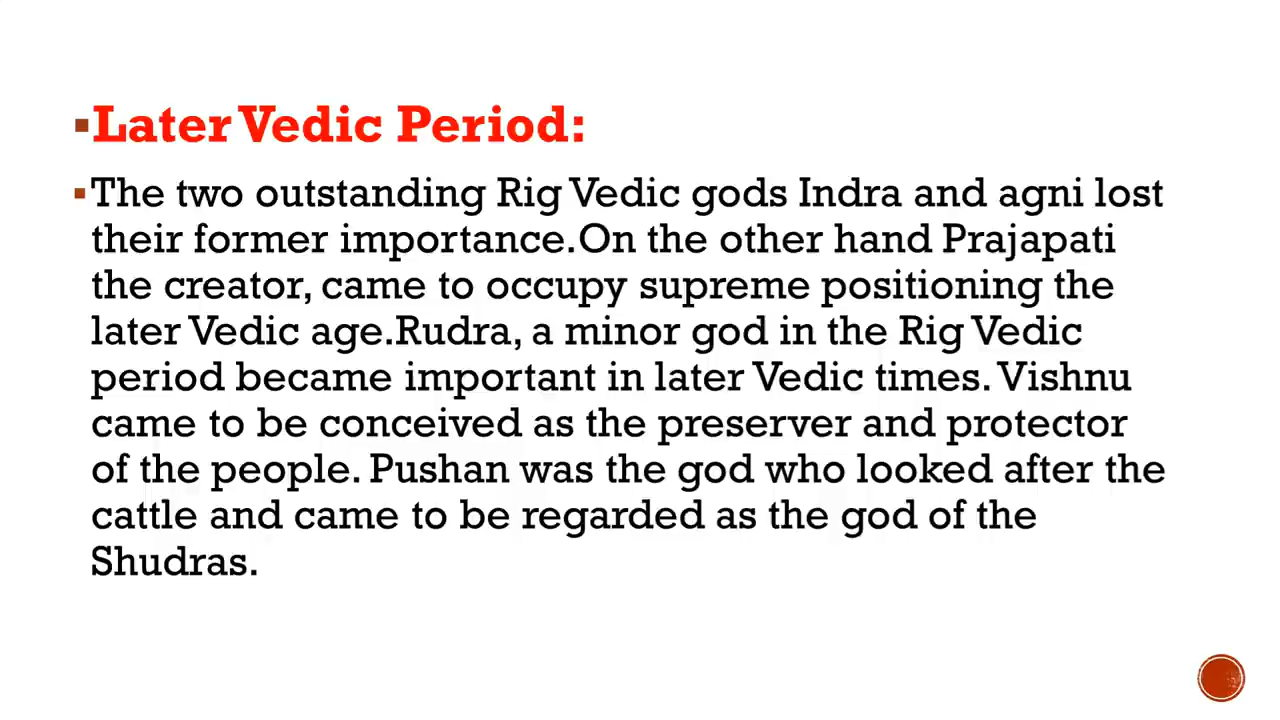 ▪Later Vedic Period:
▪The two outstanding Rig Vedic gods Indra and agni lost
their former importance.On the other hand Prajapati
the creator, came to occupy supreme positioning the
later Vedic age.Rudra, a minor god in the Rig Vedic
period became important in later Vedic times. Vishnu
came to be conceived as the preserver and protector
of the people. Pushan was the god who looked after the
cattle and came to be regarded as the god of the
Shudras.